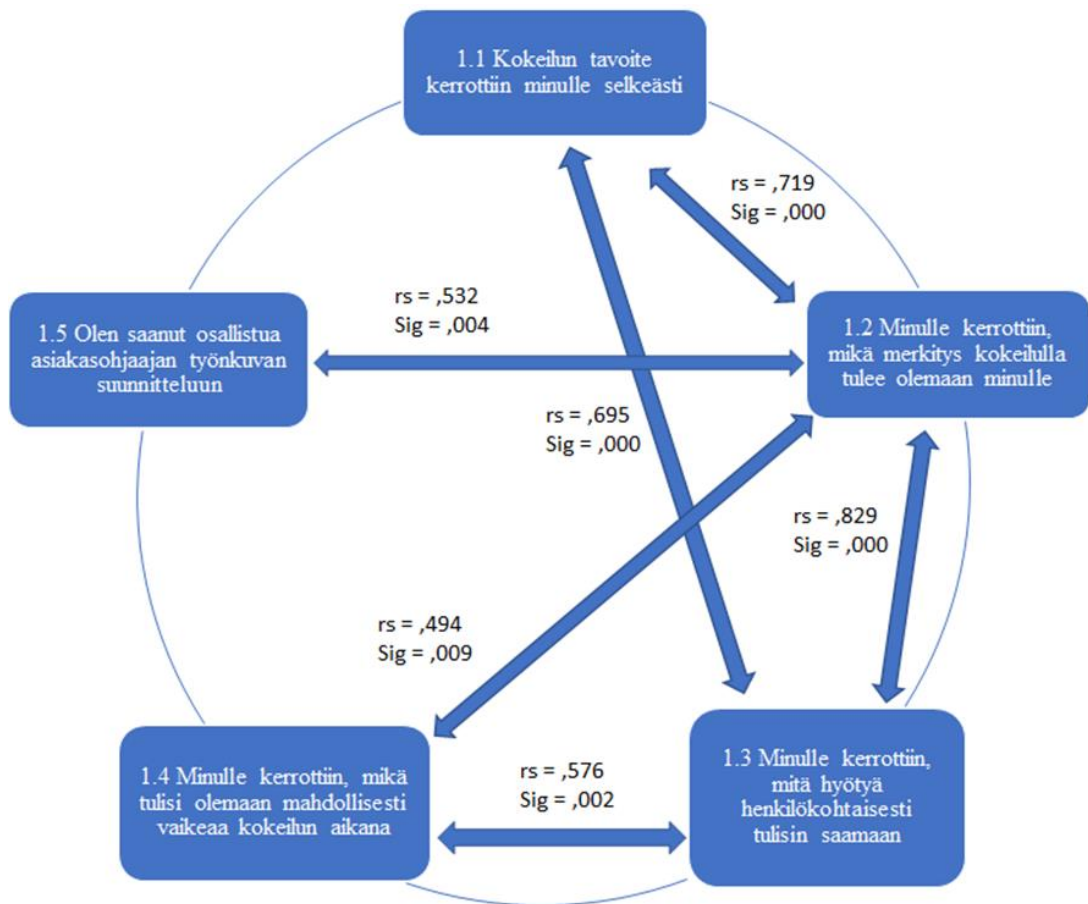 1.1 Kokeilun tavoite
kerrottiin minulle selkeästi
rs = ,719
Sig = ,000
rs = ,532
Sig = ,004
1.5 Olen saanut osallistua
asiakasohjaajan työnkuvan
suunnitteluun
1.2 Minulle kerrottiin,
mikä merkitys kokeilulla
tulee olemaan minulle
rs = ,695
Sig = ,000
rs = ,829
Sig = ,000
rs = ,494
Sig = ,009
1.4 Minulle kerrottiin, mikä
tulisi olemaan mahdollisesti
vaikeaa kokeilun aikana
rs = ,576
Sig = ,002
1.3 Minulle kerrottiin,
mitä hyötyä
henkilökohtaisesti
tulisin saamaan